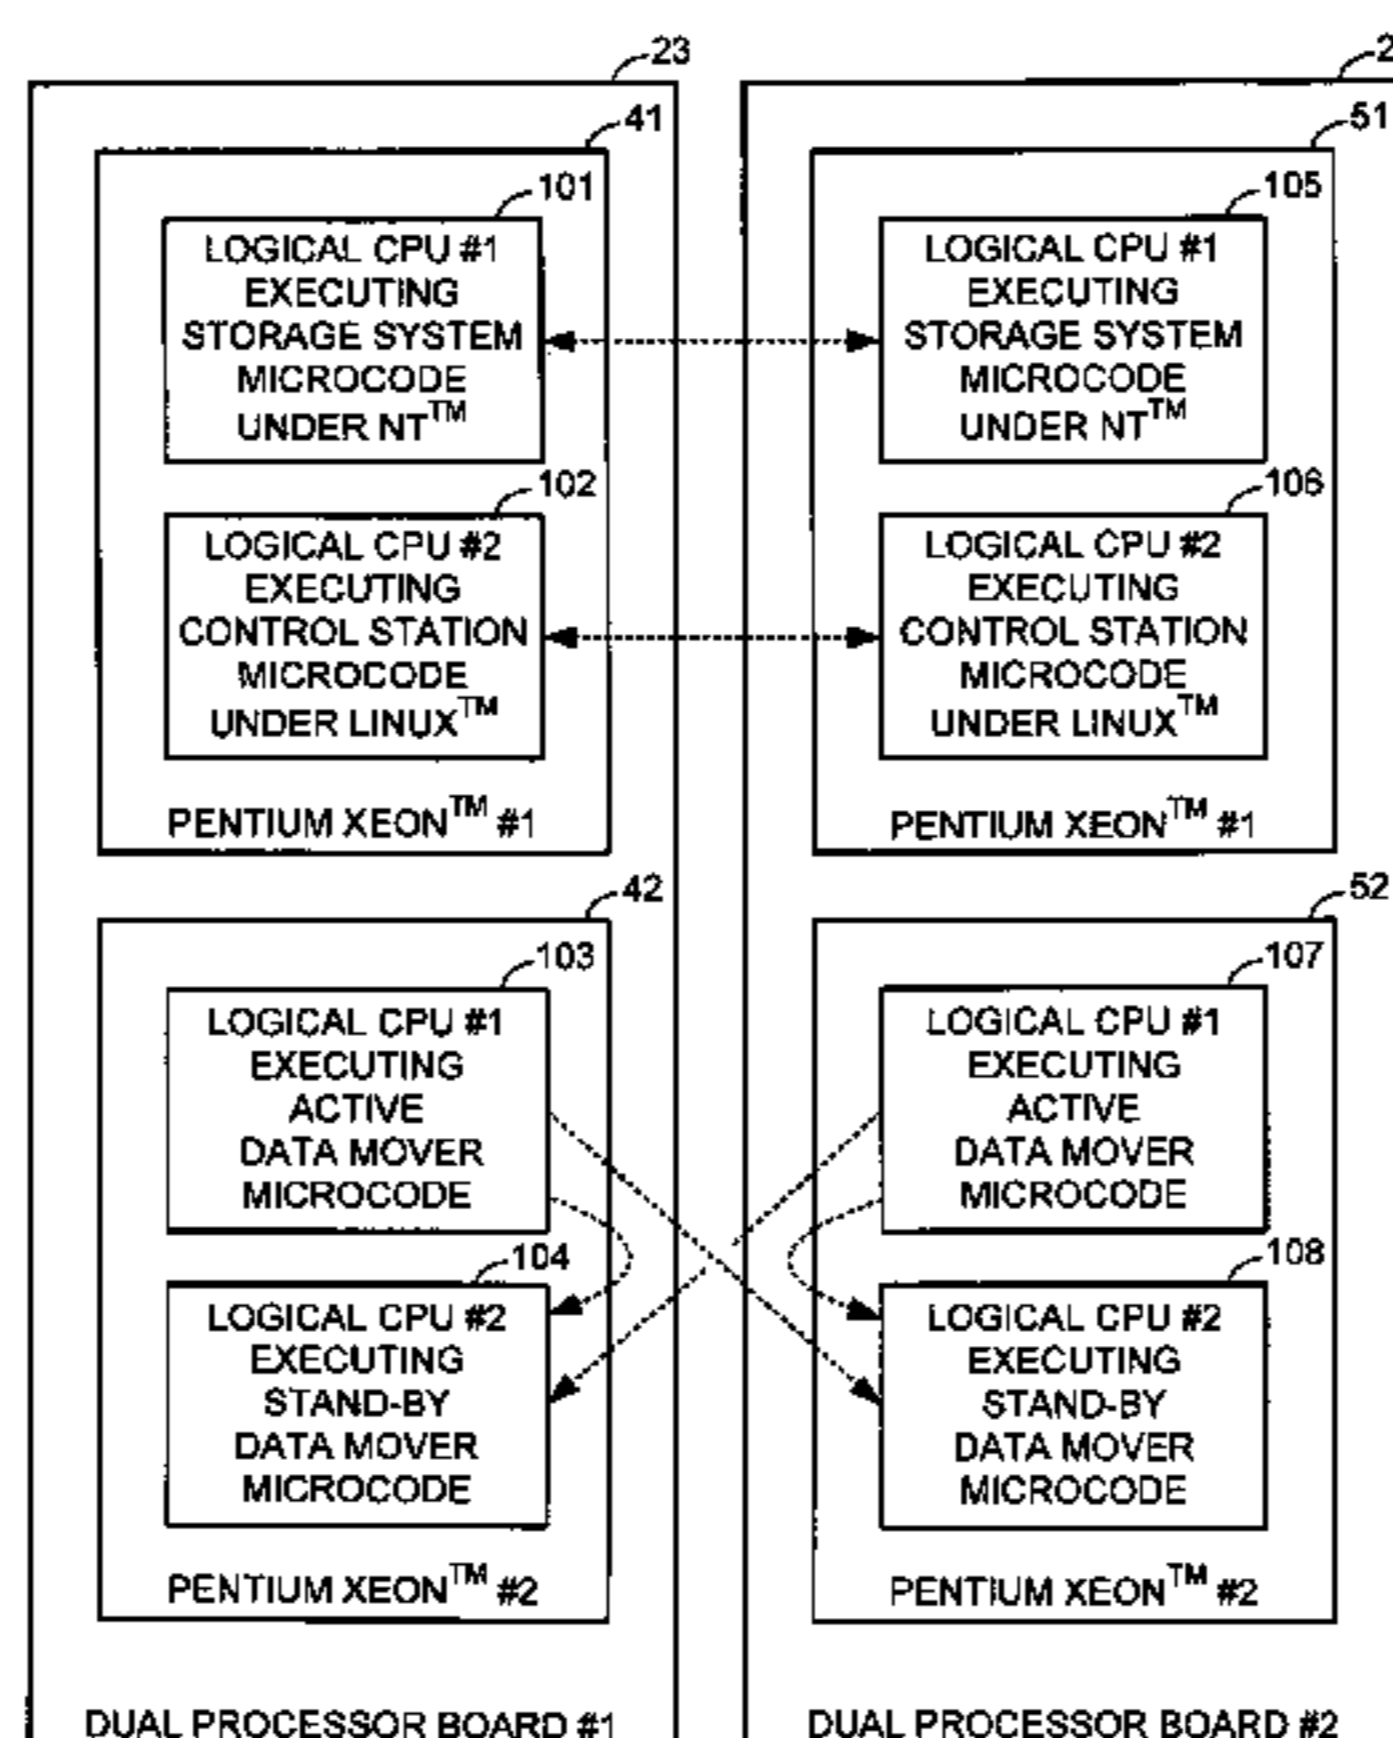 23
41
101
LOGICAL CPU #1
EXECUTING
STORAGE SYSTEM
MICROCODE
UNDER NT™
102
LOGICAL CPU #2
EXECUTING
CONTROL STATION
MICROCODE
UNDER LINUX™
PENTIUM XEON™ #1
42
103
LOGICAL CPU #1
EXECUTING
ACTIVE
DATA MOVER
MICROCODE
104
LOGICAL CPU #2
EXECUTING
STAND-BY
DATA MOVER
MICROCODE
PENTIUM XEON™ #2
DUAL PROCESSOR BOARD #1
51
105
LOGICAL CPU #1
EXECUTING
STORAGE SYSTEM
MICROCODE
UNDER NT™
106
LOGICAL CPU #2
EXECUTING
CONTROL STATION
MICROCODE
UNDER LINUX™
PENTIUM XEON™ #1
52
107
LOGICAL CPU #1
EXECUTING
ACTIVE
DATA MOVER
MICROCODE
108
LOGICAL CPU #2
EXECUTING
STAND-BY
DATA MOVER
MICROCODE
PENTIUM XEON™ #2
DUAL PROCESSOR BOARD #2